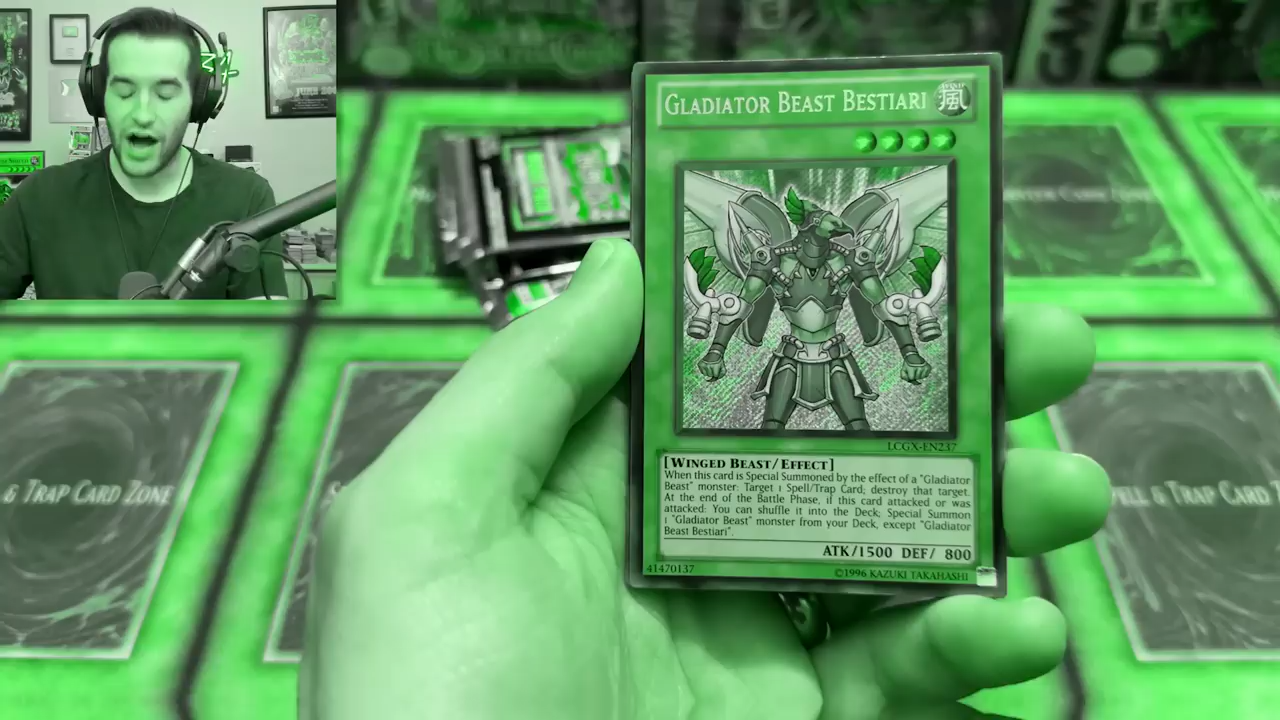 GLADIATOR BEAST BESTIARI
WIND
風
LCGX-EN237
[WINGED BEAST/EFFECT]
When this card is Special Summoned by the effect of a "Gladiator
Beast" monster: Target 1 Spell/Trap Card; destroy that target.
At the end of the Battle Phase, if this card attacked or was
attacked: You can shuffle it into the Deck; Special Summon
1 "Gladiator Beast" monster from your Deck, except "Gladiator
Beast Bestiari".
ATK/1500 DEF/ 800
41470137
©1996 KAZUKI TAKAHASHI
& TRAP CARD ZONE
SPELL & TRAP CARD